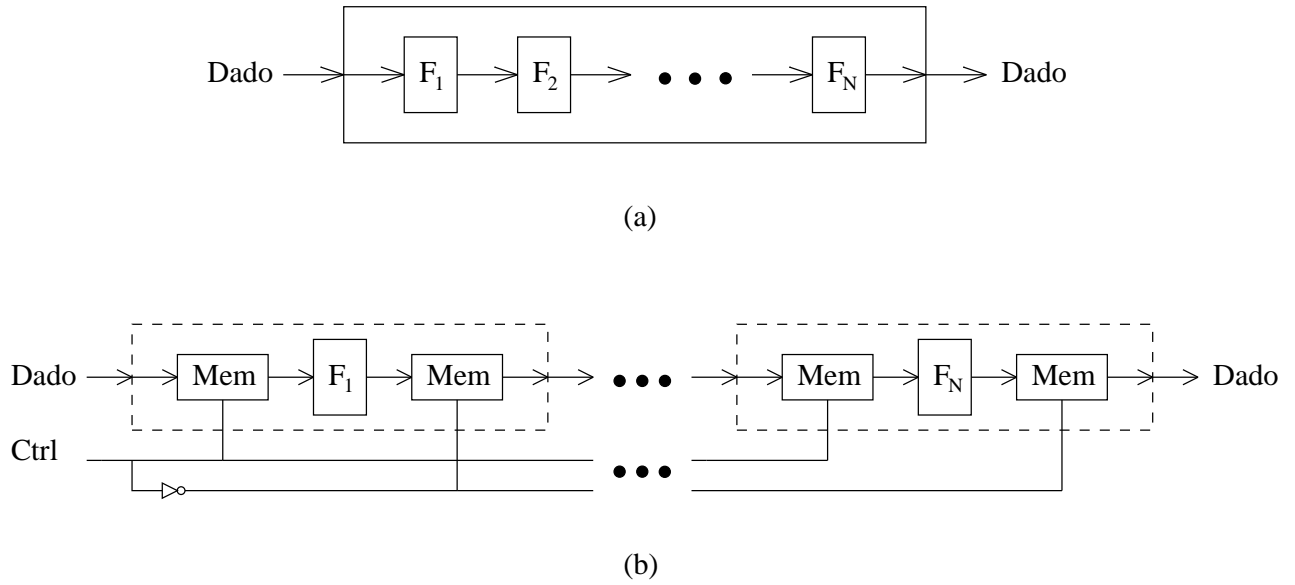 Dado F1 F2 FN Dado
(a)
Dado Mem F1 Mem Mem FN Mem Dado
Ctrl
(b)